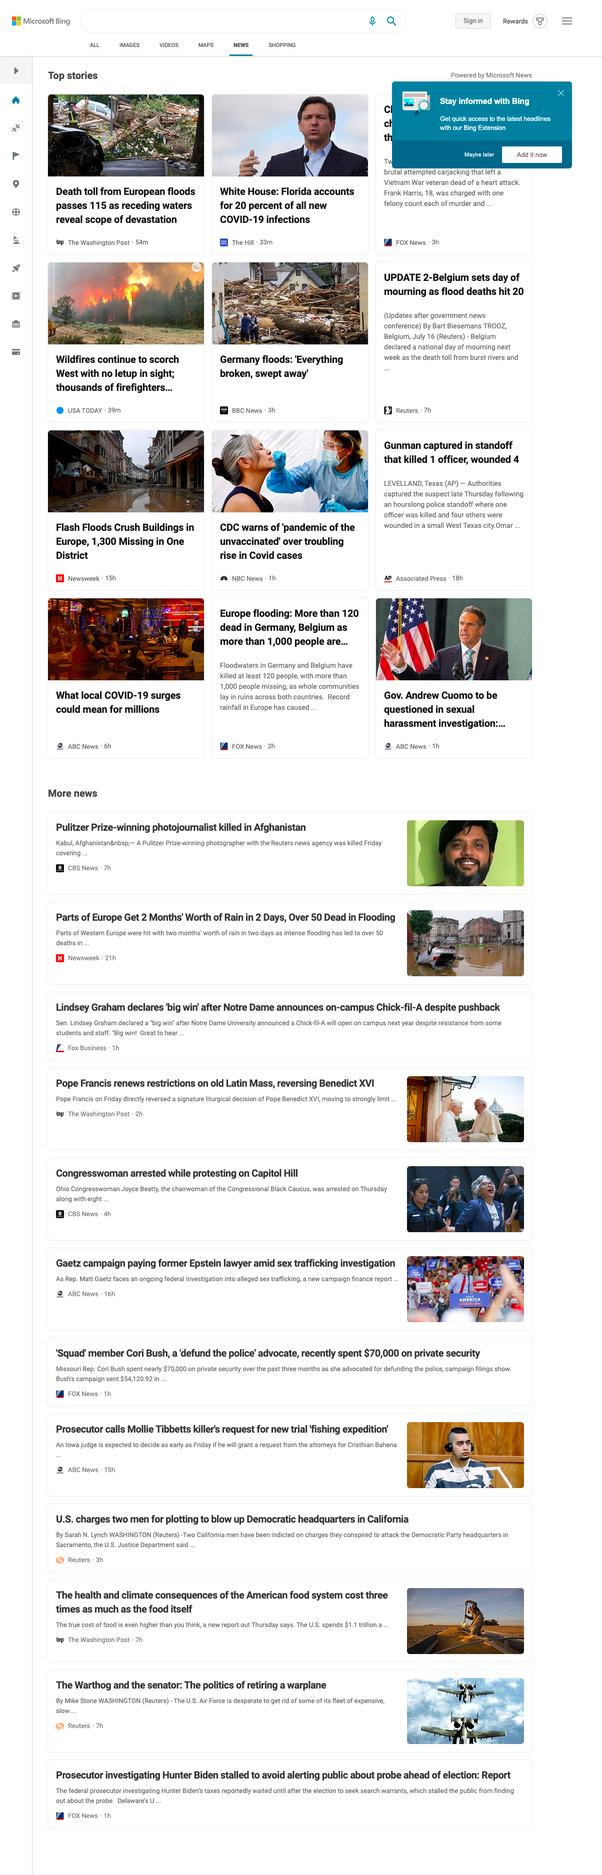 Microsoft Bing
Sign in
Rewards
ALL
IMAGES
VIDEOS
MAPS
NEWS
SHOPPING
Top stories
Powered by Microsoft News
Stay informed with Bing
Get quick access to the latest headlines
with our Bing Extension
Maybe later
Add it now
Death toll from European floods
passes 115 as receding waters
reveal scope of devastation
The Washington Post · 54m
White House: Florida accounts
for 20 percent of all new
COVID-19 infections
The Hill · 33m
brutal attempted carjacking that left a
Vietnam War veteran dead of a heart attack.
Frank Harris, 18, was charged with one
felony count each of murder and ...
FOX News · 3h
Wildfires continue to scorch
West with no letup in sight;
thousands of firefighters...
USA TODAY · 39m
Germany floods: 'Everything
broken, swept away'
BBC News · 3h
UPDATE 2-Belgium sets day of
mourning as flood deaths hit 20
(Updates after government news
conference) By Bart Biesemans TROOZ,
Belgium, July 16 (Reuters) - Belgium
declared a national day of mourning next
week as the death toll from burst rivers and
...
Reuters · 7h
Flash Floods Crush Buildings in
Europe, 1,300 Missing in One
District
Newsweek · 15h
CDC warns of 'pandemic of the
unvaccinated' over troubling
rise in Covid cases
NBC News · 1h
Gunman captured in standoff
that killed 1 officer, wounded 4
LEVELLAND, Texas (AP) — Authorities
captured the suspect late Thursday following
an hourslong police standoff where one
officer was killed and four others were
wounded in a small West Texas city.Omar ...
AP Associated Press · 18h
What local COVID-19 surges
could mean for millions
ABC News · 6h
Europe flooding: More than 120
dead in Germany, Belgium as
more than 1,000 people are...
Floodwaters in Germany and Belgium have
killed at least 120 people, with more than
1,000 people missing, as whole communities
lay in ruins across both countries. Record
rainfall in Europe has caused ...
FOX News · 2h
Gov. Andrew Cuomo to be
questioned in sexual
harassment investigation:...
ABC News · 1h
More news
Pulitzer Prize-winning photojournalist killed in Afghanistan
Kabul, Afghanistan&nbsp;— A Pulitzer Prize-winning photographer with the Reuters news agency was killed Friday
covering ...
CBS News · 7h
Parts of Europe Get 2 Months' Worth of Rain in 2 Days, Over 50 Dead in Flooding
Parts of Western Europe were hit with two months' worth of rain in two days as intense flooding has led to over 50
deaths in ...
Newsweek · 21h
Lindsey Graham declares 'big win' after Notre Dame announces on-campus Chick-fil-A despite pushback
Sen. Lindsey Graham declared a "big win" after Notre Dame University announced a Chick-fil-A will open on campus next year despite resistance from some
students and staff. "Big win! Great to hear ...
Fox Business · 1h
Pope Francis renews restrictions on old Latin Mass, reversing Benedict XVI
Pope Francis on Friday directly reversed a signature liturgical decision of Pope Benedict XVI, moving to strongly limit ...
The Washington Post · 2h
Congresswoman arrested while protesting on Capitol Hill
Ohio Congresswoman Joyce Beatty, the chairwoman of the Congressional Black Caucus, was arrested on Thursday
along with eight ...
CBS News · 4h
Gaetz campaign paying former Epstein lawyer amid sex trafficking investigation
As Rep. Matt Gaetz faces an ongoing federal investigation into alleged sex trafficking, a new campaign finance report ...
ABC News · 16h
AMERICA
'Squad' member Cori Bush, a 'defund the police' advocate, recently spent $70,000 on private security
Missouri Rep. Cori Bush spent nearly $70,000 on private security over the past three months as she advocated for defunding the police, campaign filings show.
Bush's campaign sent $54,120.92 in ...
FOX News · 1h
Prosecutor calls Mollie Tibbetts killer's request for new trial 'fishing expedition'
An Iowa judge is expected to decide as early as Friday if he will grant a request from the attorneys for Cristhian Bahena
...
ABC News · 15h
U.S. charges two men for plotting to blow up Democratic headquarters in California
By Sarah N. Lynch WASHINGTON (Reuters) -Two California men have been indicted on charges they conspired to attack the Democratic Party headquarters in
Sacramento, the U.S. Justice Department said ...
Reuters · 3h
The health and climate consequences of the American food system cost three
times as much as the food itself
The true cost of food is even higher than you think, a new report out Thursday says. The U.S. spends $1.1 trillion a ...
The Washington Post · 7h
The Warthog and the senator: The politics of retiring a warplane
By Mike Stone WASHINGTON (Reuters) - The U.S. Air Force is desperate to get rid of some of its fleet of expensive,
slow ...
Reuters · 7h
Prosecutor investigating Hunter Biden stalled to avoid alerting public about probe ahead of election: Report
The federal prosecutor investigating Hunter Biden's taxes reportedly waited until after the election to seek search warrants, which stalled the public from finding
out about the probe. Delaware's U ...
FOX News · 1h